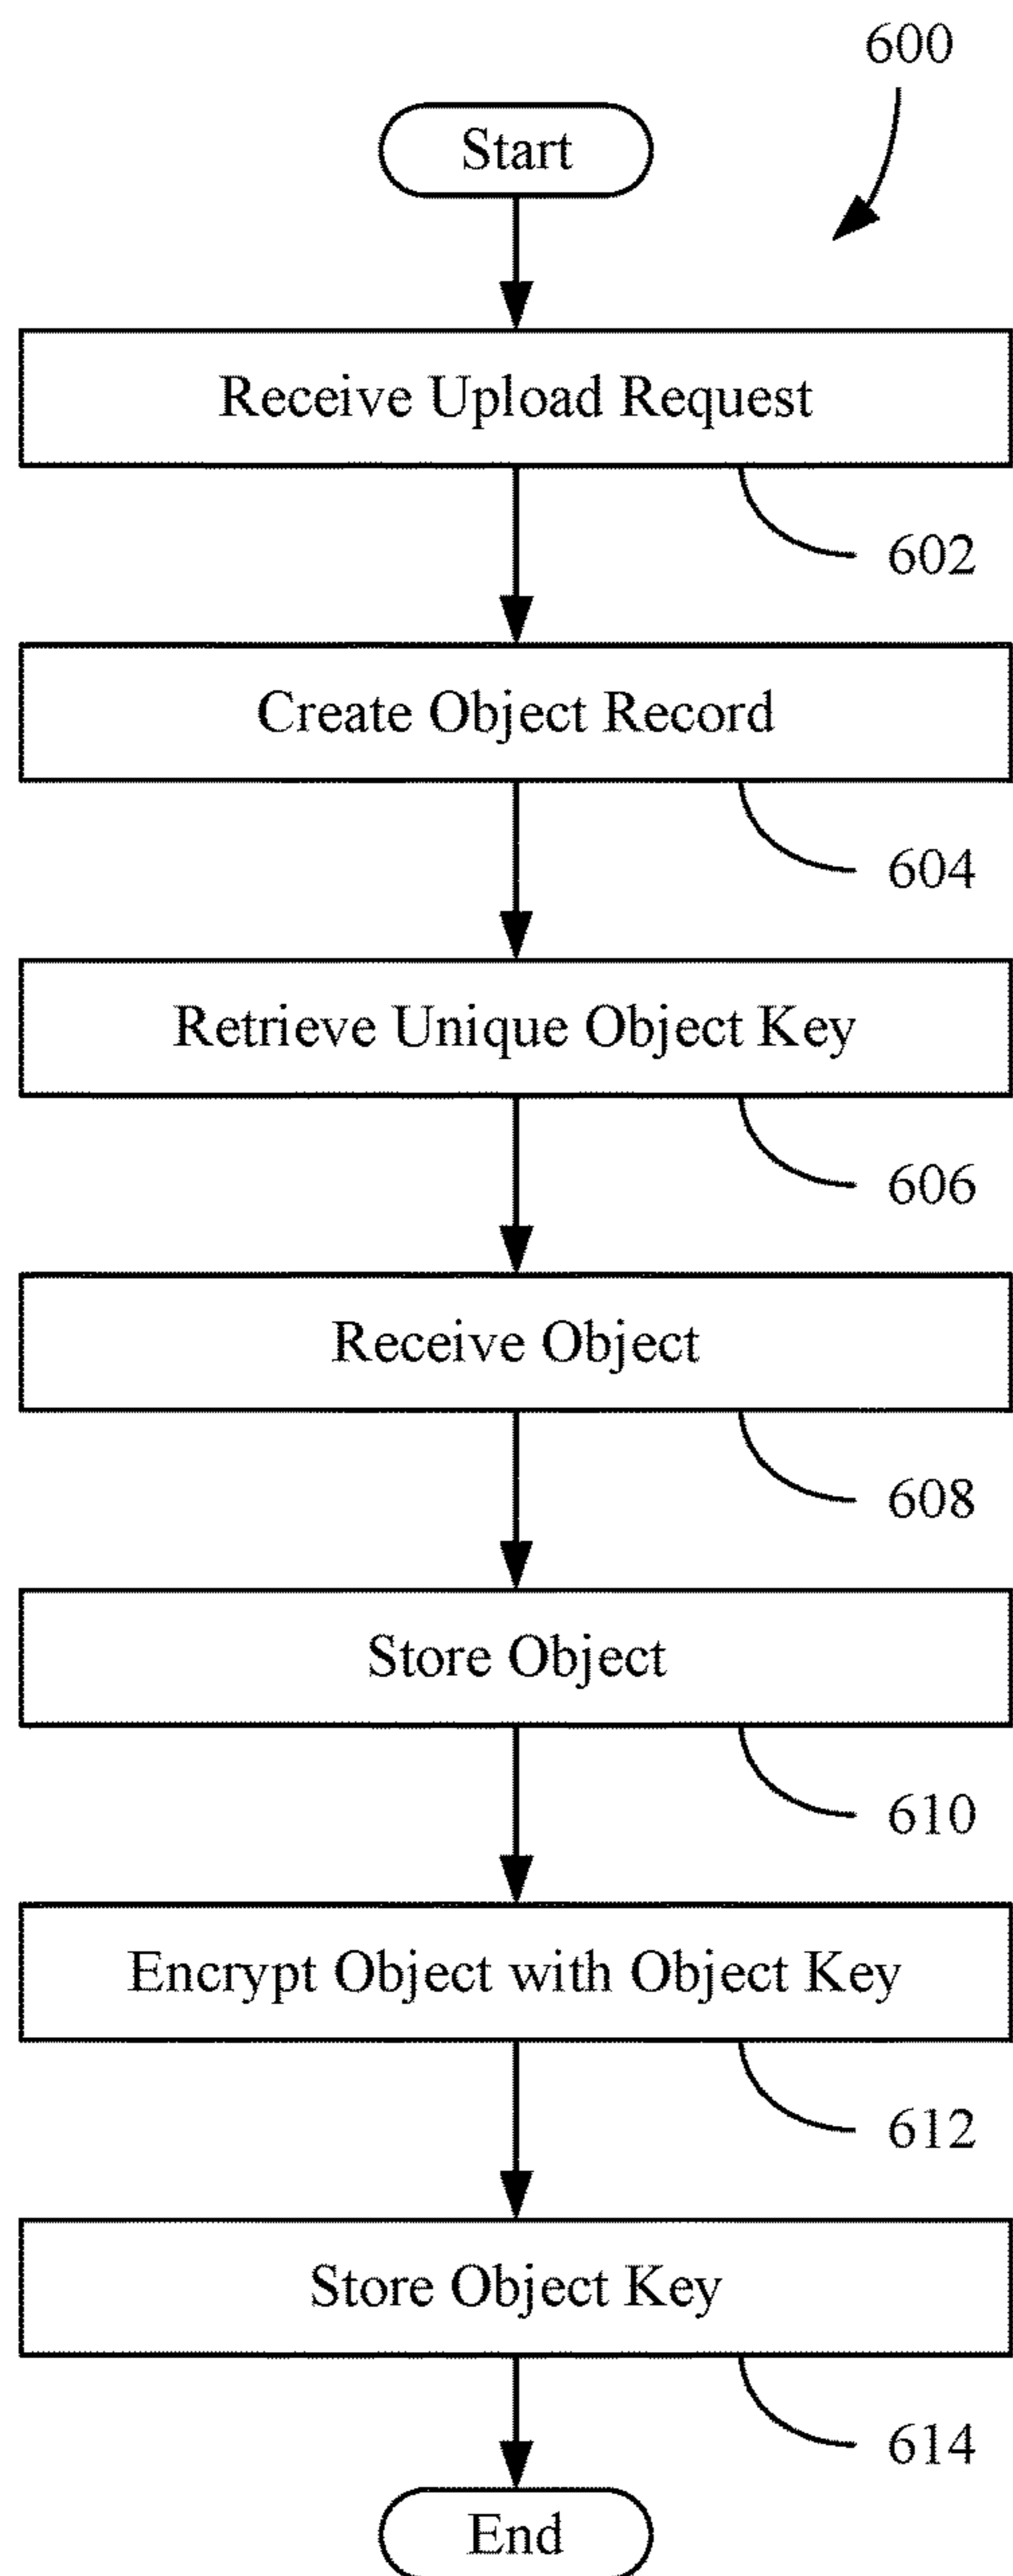 600
Start
Receive Upload Request
602
Create Object Record
604
Retrieve Unique Object Key
606
Receive Object
608
Store Object
610
Encrypt Object with Object Key
612
Store Object Key
614
End